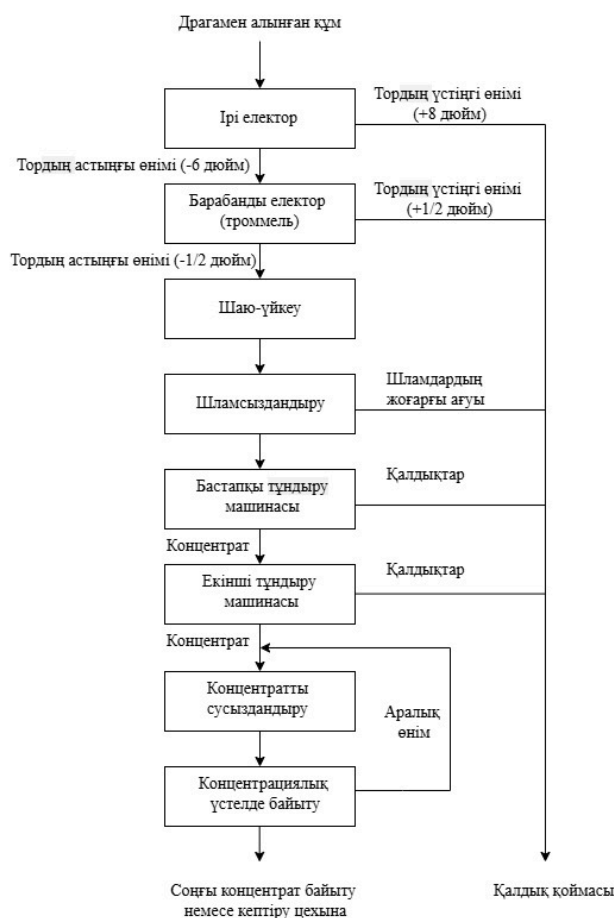 Драгамен алынған құм
Ірі електор
Тордың үстіңгі өнімі
(+8 дюйм)
Тордың астыңғы өнімі (-6 дюйм)
Барабанды електор
(троммель)
Тордың үстіңгі өнімі
(+1/2 дюйм)
Тордың астыңғы өнімі (-1/2 дюйм)
Шаю-үйкеу
Шламсыздандыру
Шламдардың
жоғарғы ағуы
Бастапқы тұндыру
машинасы
Қалдықтар
Концентрат
Екінші тұндыру
машинасы
Қалдықтар
Концентрат
Концентратты
сусыздандыру
Аралық
өнім
Концентрациялық
үстелде байыту
Соңғы концентрат байыту
немесе кептіру цехына
Қалдық қоймасы